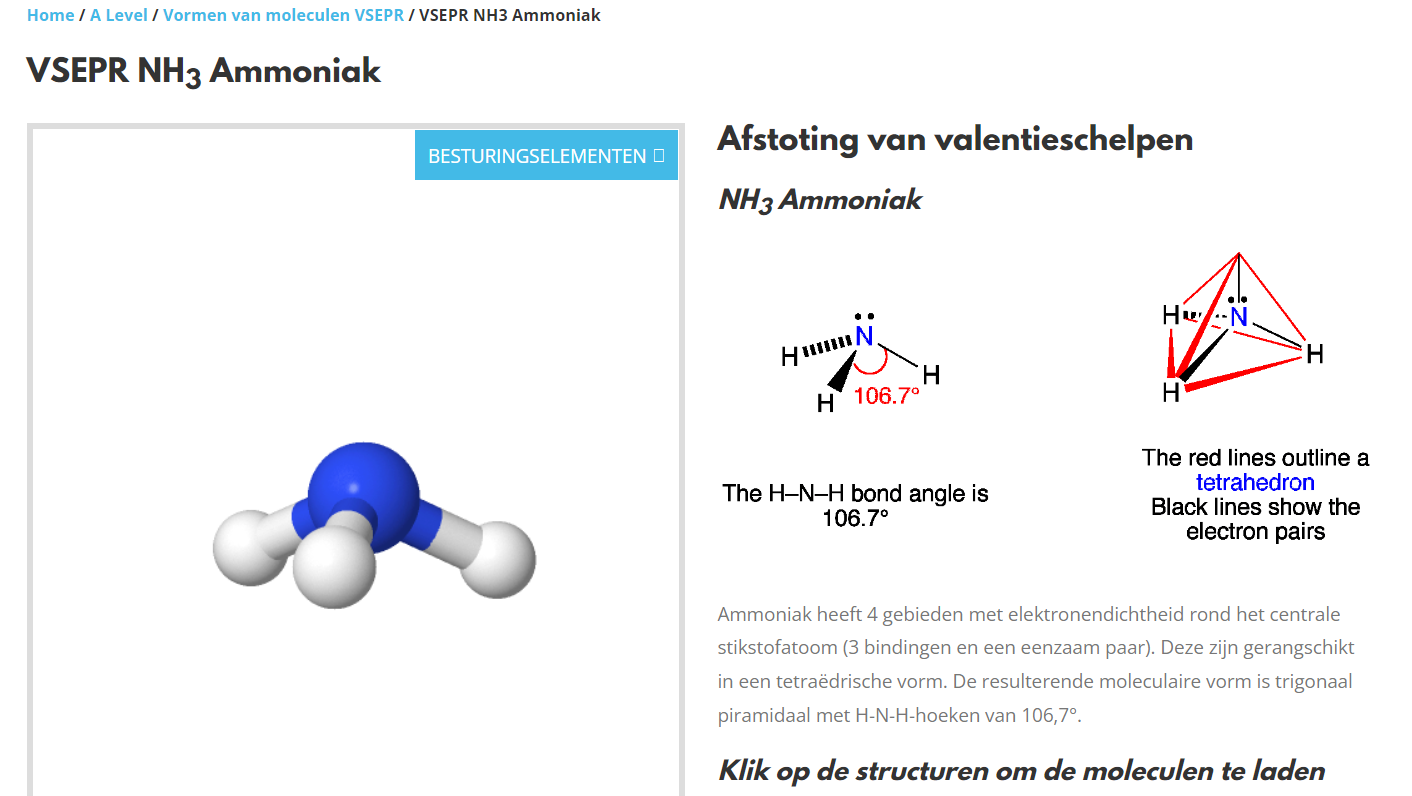 Home / A Level / Vormen van moleculen VSEPR / VSEPR NH3 Ammoniak
VSEPR NH3 Ammoniak
BESTURINGSELEMENTEN
Afstoting van valentieschelpen
NH3 Ammoniak
N
H
H
H
106.7°
The H–N–H bond angle is
106.7°
H
N
H
H
The red lines outline a
tetrahedron
Black lines show the
electron pairs
Ammoniak heeft 4 gebieden met elektronendichtheid rond het centrale
stikstofatoom (3 bindingen en een eenzaam paar). Deze zijn gerangschikt
in een tetraëdrische vorm. De resulterende moleculaire vorm is trigonaal
piramidaal met H-N-H-hoeken van 106,7°.
Klik op de structuren om de moleculen te laden